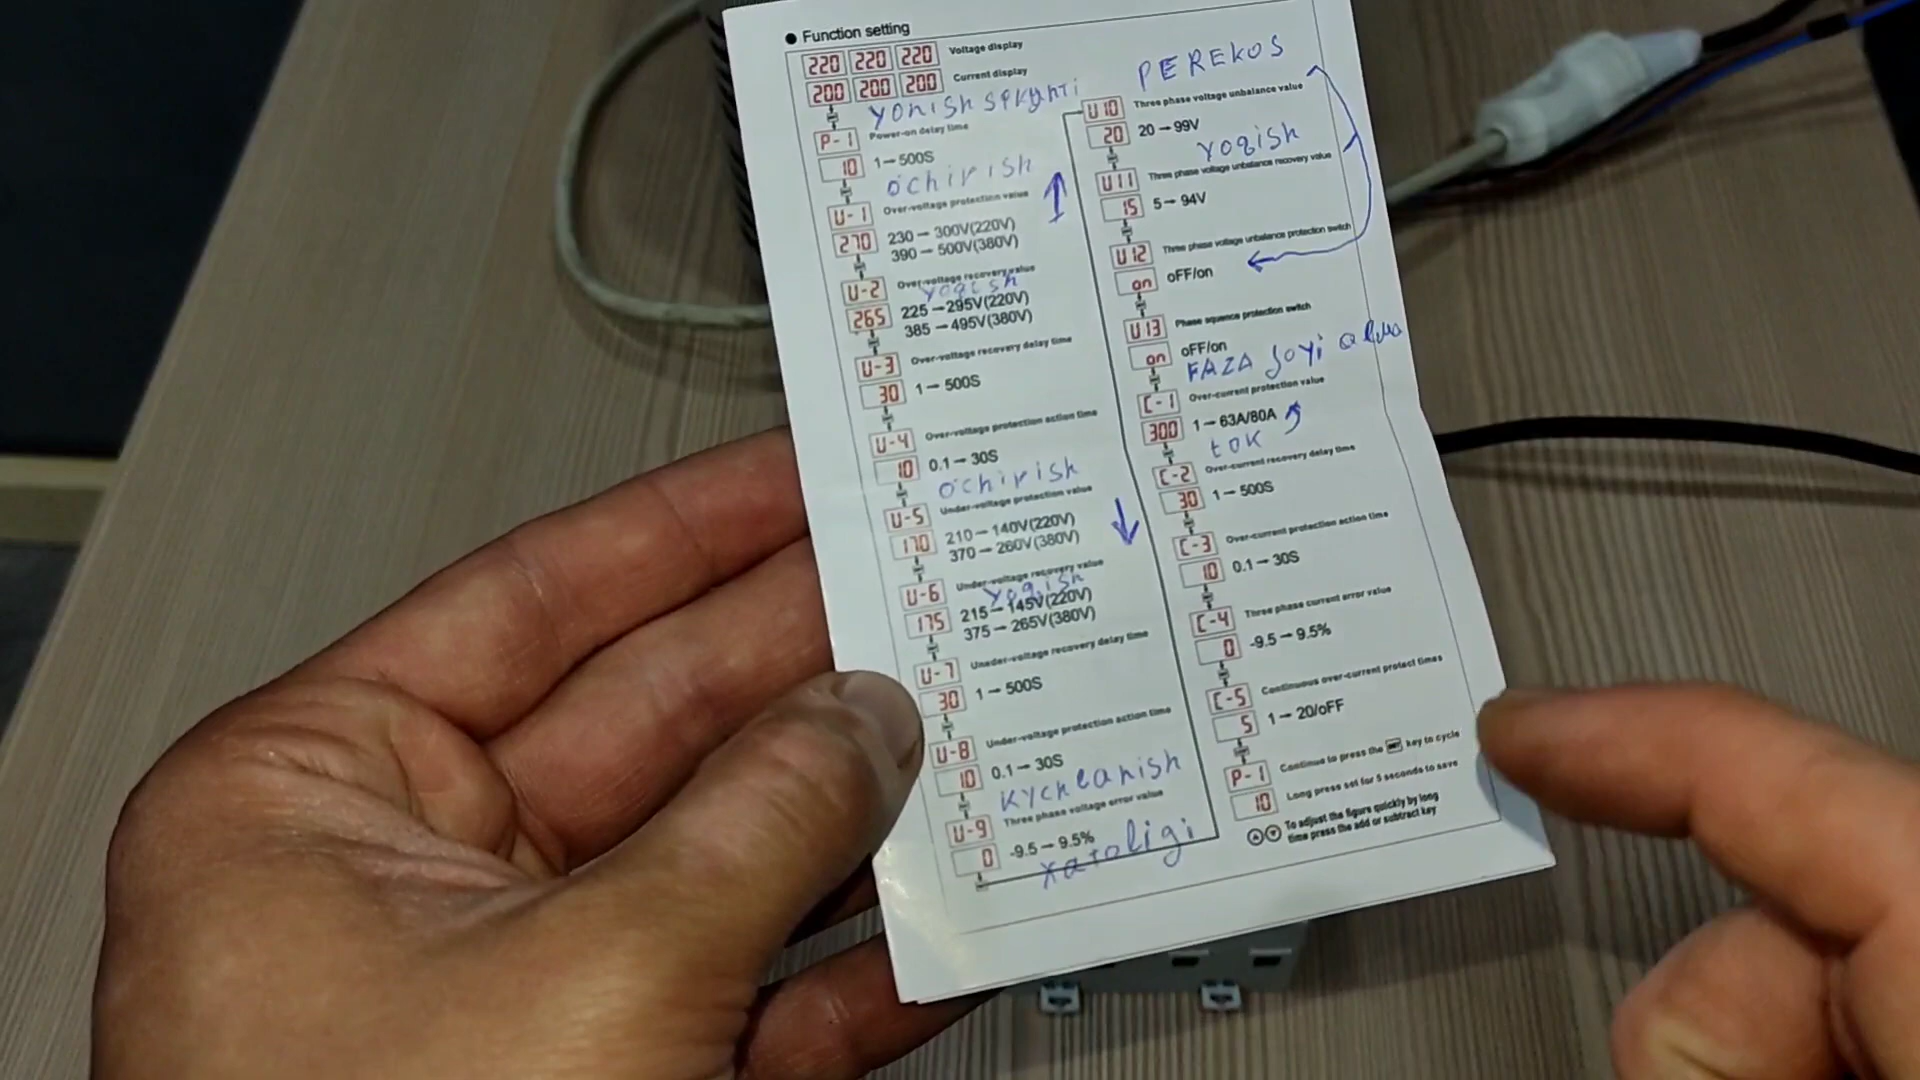 ● Function setting
220 220 220 Voltage display
200 200 200 Current display
yonish sekynti
P-1 Power-on delay time
10 1→500S
o'chirish
U-1 Over-voltage protection value
270 230→300V(220V)
390→500V(380V)
U-2 Over-voltage recovery value
yoqish
265 225→295V(220V)
385→495V(380V)
U-3 Over-voltage recovery delay time
30 1→500S
U-4 Over-voltage protection action time
10 0.1→30S
o'chirish
U-5 Under-voltage protection value
170 210→140V(220V)
370→260V(380V)
U-6 Under-voltage recovery value
yoqish
175 215→145V(220V)
375→265V(380V)
U-7 Uneder-voltage recovery delay time
30 1→500S
U-8 Under-voltage protection action time
10 0.1→30S
U-9 Three phase voltage error value
0 -9.5→9.5%
xatoligi
PEREKOS
U10 Three phase voltage unbalance value
20 20→99V
yoqish
U11 Three phase voltage unbalance recovery value
15 5→94V
U12 Three phase voltage unbalance protection switch
on oFF/on
U13 Phase squence protection switch
on oFF/on
FAZA joyi
C-1 Over-current protection value
300 1→63A/80A
tok
C-2 Over-current recovery delay time
30 1→500S
C-3 Over-current protection action time
10 0.1→30S
C-4 Three phase current error value
0 -9.5→9.5%
C-5 Continuous over-current protect times
5 1→20/oFF
P-1 Continue to press the key to cycle
10 Long press set for 5 seconds to save
To adjust the figure quickly by long
time press the add or subtract key